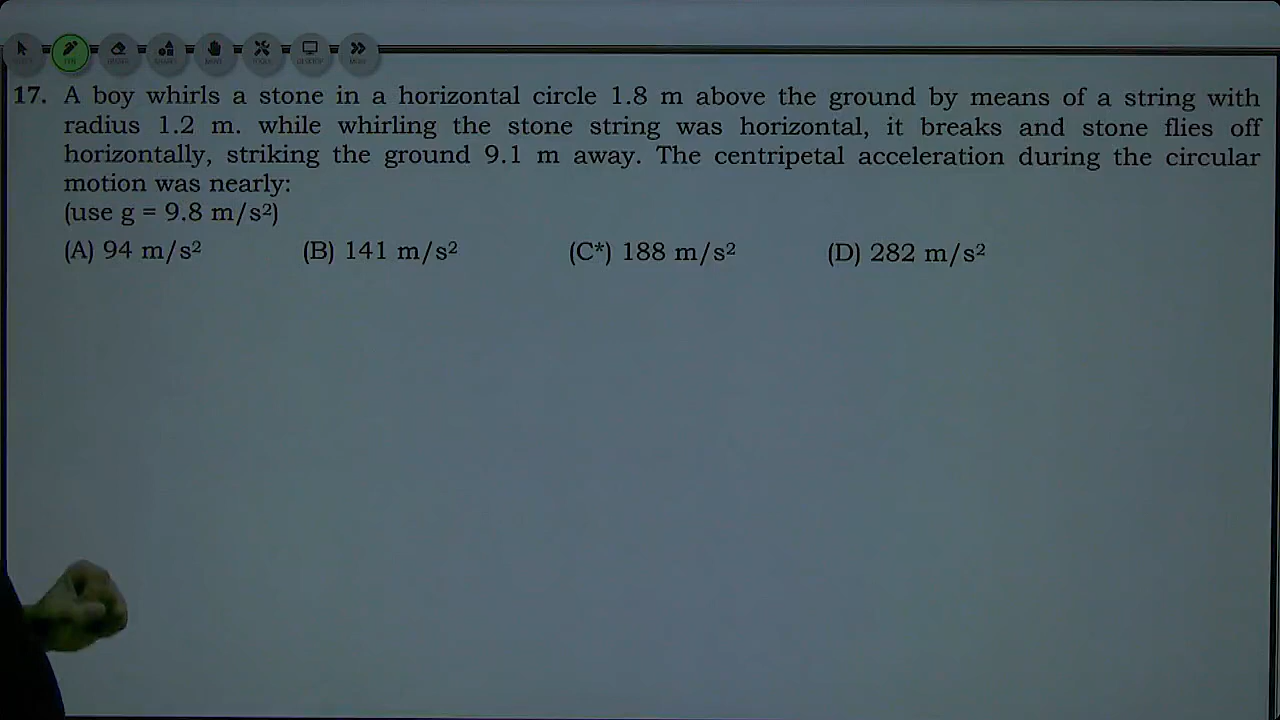 17. A boy whirls a stone in a horizontal circle 1.8 m above the ground by means of a string with
radius 1.2 m. while whirling the stone string was horizontal, it breaks and stone flies off
horizontally, striking the ground 9.1 m away. The centripetal acceleration during the circular
motion was nearly:
(use g = 9.8 m/s²)
(A) 94 m/s² (B) 141 m/s² (C*) 188 m/s² (D) 282 m/s²